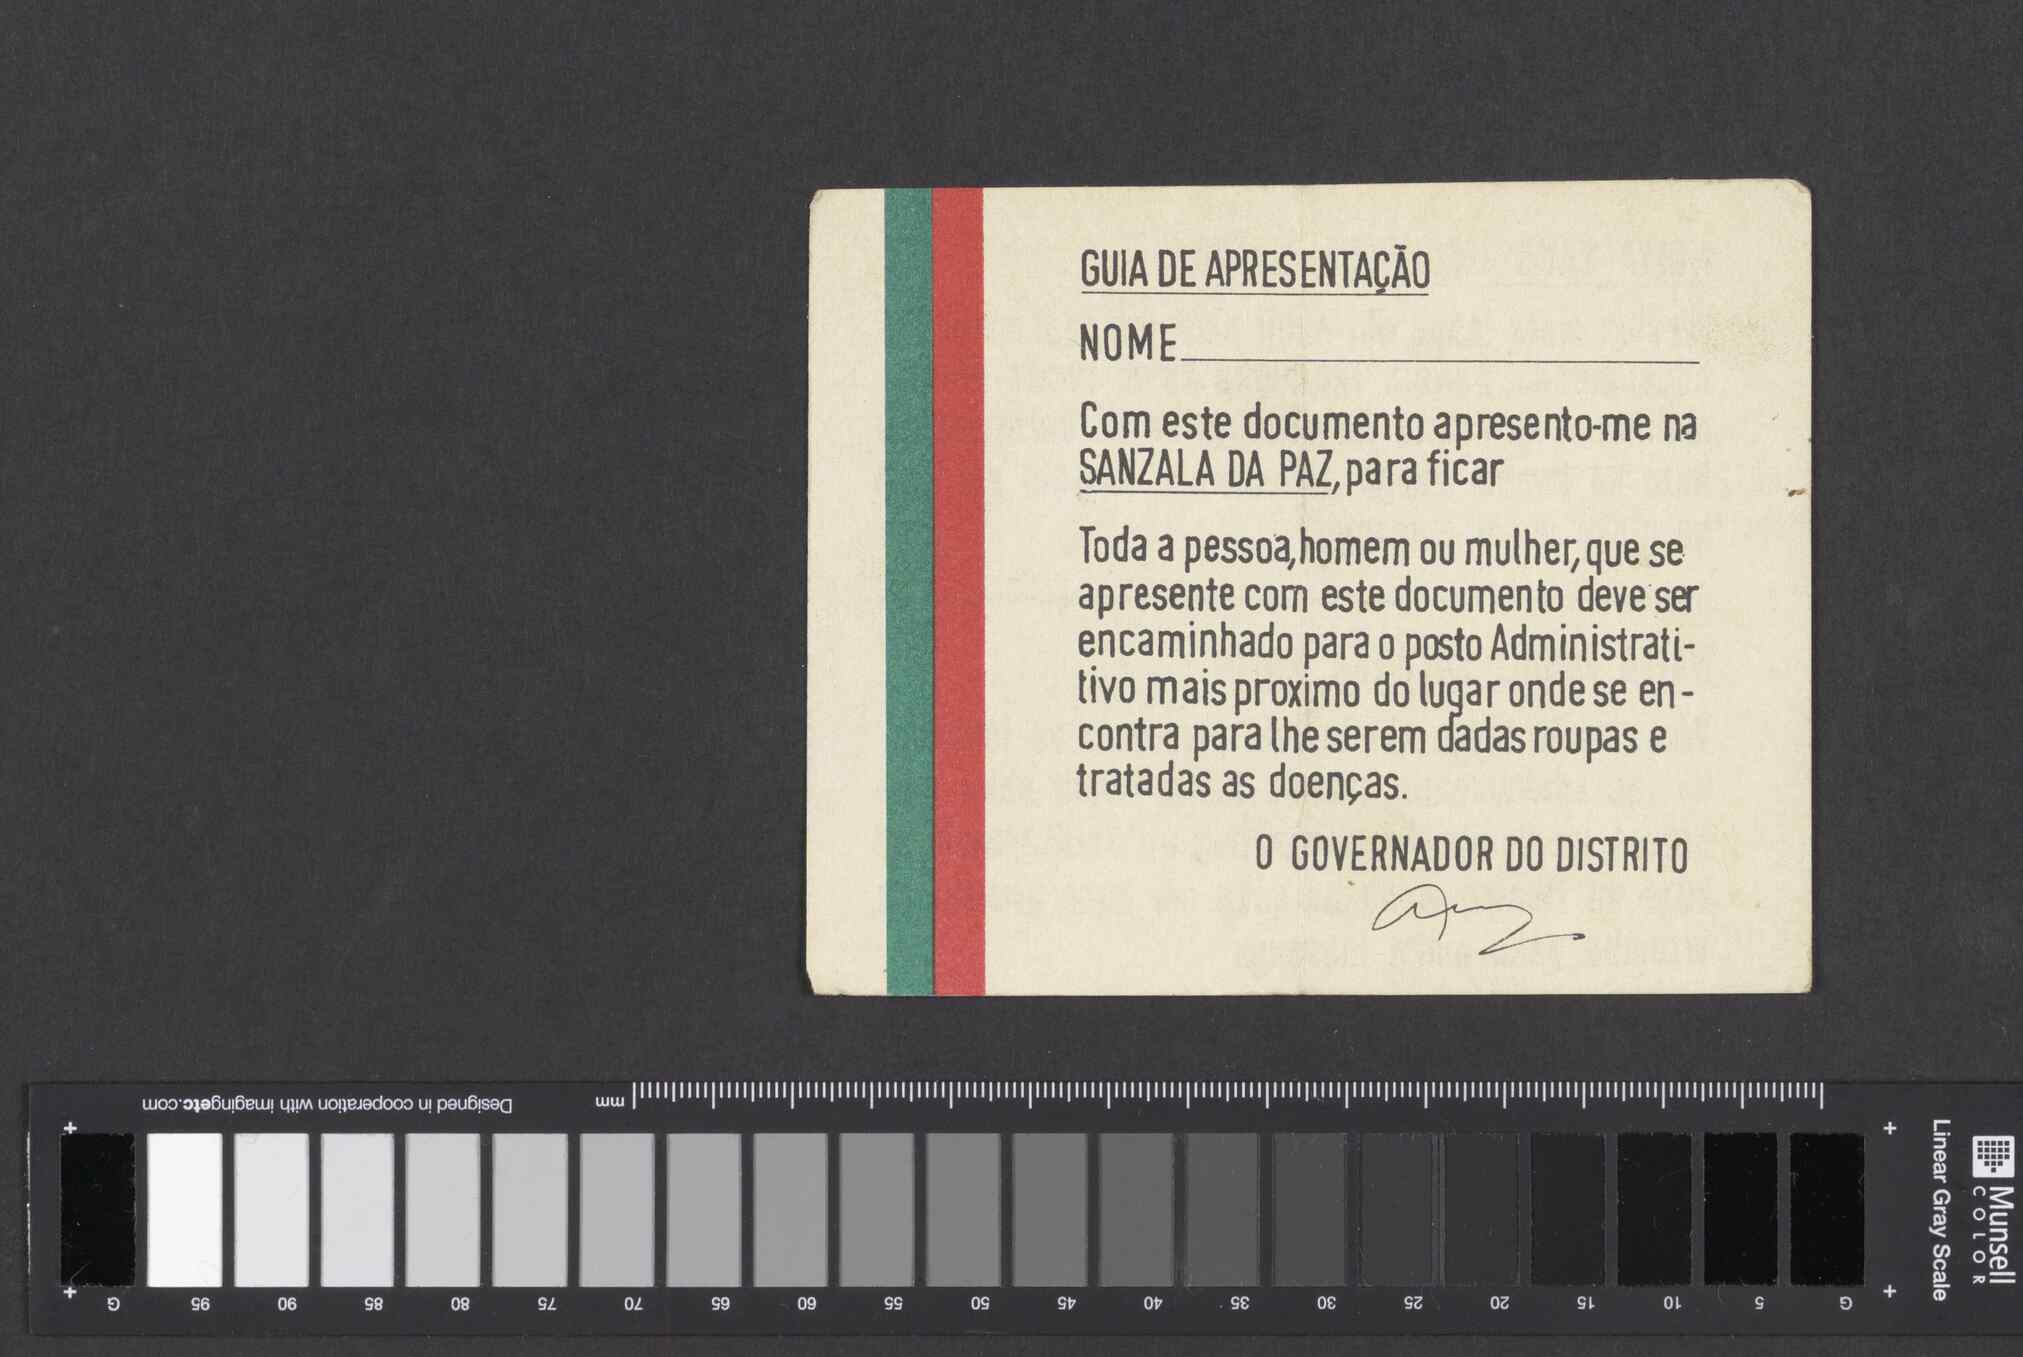 GUIA DE APRESENTAÇÃO
NOME
Com este documento apresento-me na
SANZALA DA PAZ, para ficar
Toda a pessoa, homem ou mulher, que se
apresente com este documento deve ser
encaminhado para o posto Administrati-
tivo mais proximo do lugar onde se en-
contra para lhe serem dadas roupas e
tratadas as doenças.
O GOVERNADOR DO DISTRITO
mm
Designed in cooperation with imagingetc.com
G 95 90 85 80 75 70 65 60 55 50 45 40 35 30 25 20 15 10 5 G
Linear Gray Scale
Munsell
COLOR